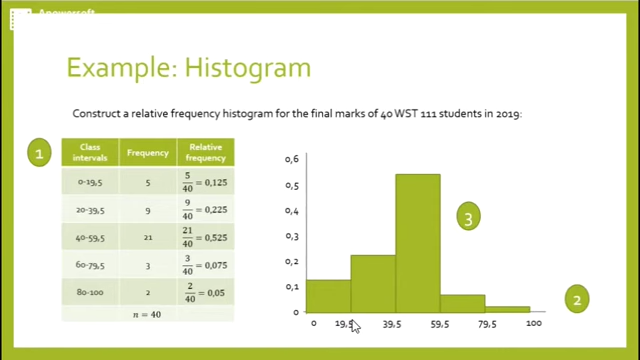 Answersoft
Example: Histogram
Construct a relative frequency histogram for the final marks of 40 WST 111 students in 2019:
1
Class intervals Frequency Relative frequency
0-19,5 5 5/40 = 0,125
20-39,5 9 9/40 = 0,225
40-59,5 21 21/40 = 0,525
60-79,5 3 3/40 = 0,075
80-100 2 2/40 = 0,05
n = 40
0,6
0,5
0,4
0,3
0,2
0,1
0
0 19,5 39,5 59,5 79,5 100
3
2